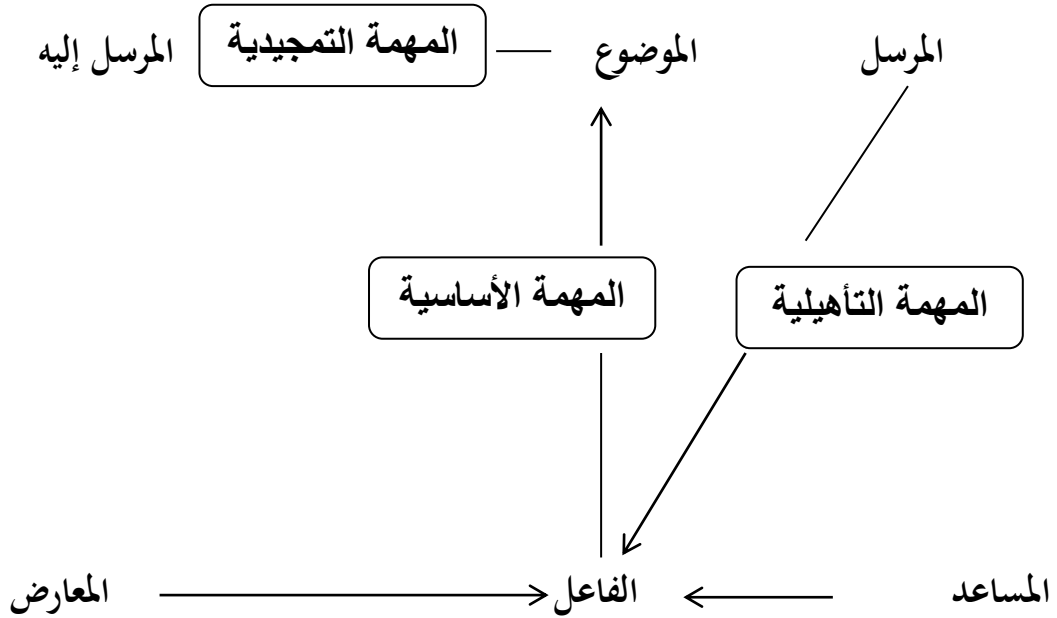 المرسل الموضوع المهمة التمجيدية المرسل إليه
المهمة التأهيلية المهمة الأساسية
المساعد الفاعل المعارض